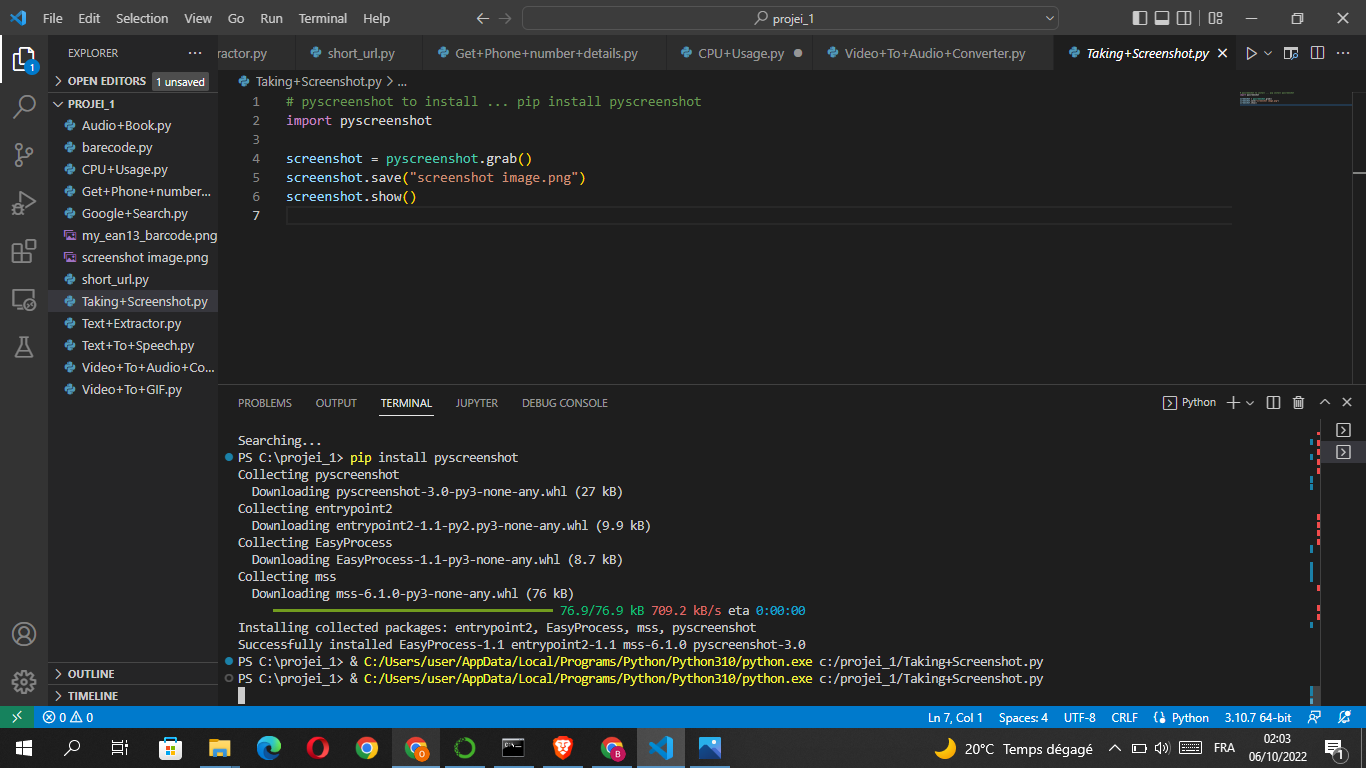 File Edit Selection View Go Run Terminal Help
projei_1
EXPLORER
ractor.py
short_url.py
Get+Phone+number+details.py
CPU+Usage.py
Video+To+Audio+Converter.py
Taking+Screenshot.py
1
OPEN EDITORS 1 unsaved
PROJEI_1
Audio+Book.py
barecode.py
CPU+Usage.py
Get+Phone+number...
Google+Search.py
my_ean13_barcode.png
screenshot image.png
short_url.py
Taking+Screenshot.py
Text+Extractor.py
Text+To+Speech.py
Video+To+Audio+Co...
Video+To+GIF.py
OUTLINE
TIMELINE
Taking+Screenshot.py > ...
1 # pyscreenshot to install ... pip install pyscreenshot
2 import pyscreenshot
3
4 screenshot = pyscreenshot.grab()
5 screenshot.save("screenshot image.png")
6 screenshot.show()
7
PROBLEMS OUTPUT TERMINAL JUPYTER DEBUG CONSOLE
Python
Searching...
PS C:\projei_1> pip install pyscreenshot
Collecting pyscreenshot
Downloading pyscreenshot-3.0-py3-none-any.whl (27 kB)
Collecting entrypoint2
Downloading entrypoint2-1.1-py2.py3-none-any.whl (9.9 kB)
Collecting EasyProcess
Downloading EasyProcess-1.1-py3-none-any.whl (8.7 kB)
Collecting mss
Downloading mss-6.1.0-py3-none-any.whl (76 kB)
76.9/76.9 kB 709.2 kB/s eta 0:00:00
Installing collected packages: entrypoint2, EasyProcess, mss, pyscreenshot
Successfully installed EasyProcess-1.1 entrypoint2-1.1 mss-6.1.0 pyscreenshot-3.0
PS C:\projei_1> & C:/Users/user/AppData/Local/Programs/Python/Python310/python.exe c:/projei_1/Taking+Screenshot.py
PS C:\projei_1> & C:/Users/user/AppData/Local/Programs/Python/Python310/python.exe c:/projei_1/Taking+Screenshot.py
0 0
Ln 7, Col 1 Spaces: 4 UTF-8 CRLF Python 3.10.7 64-bit
20°C Temps dégagé
FRA
02:03
06/10/2022
1